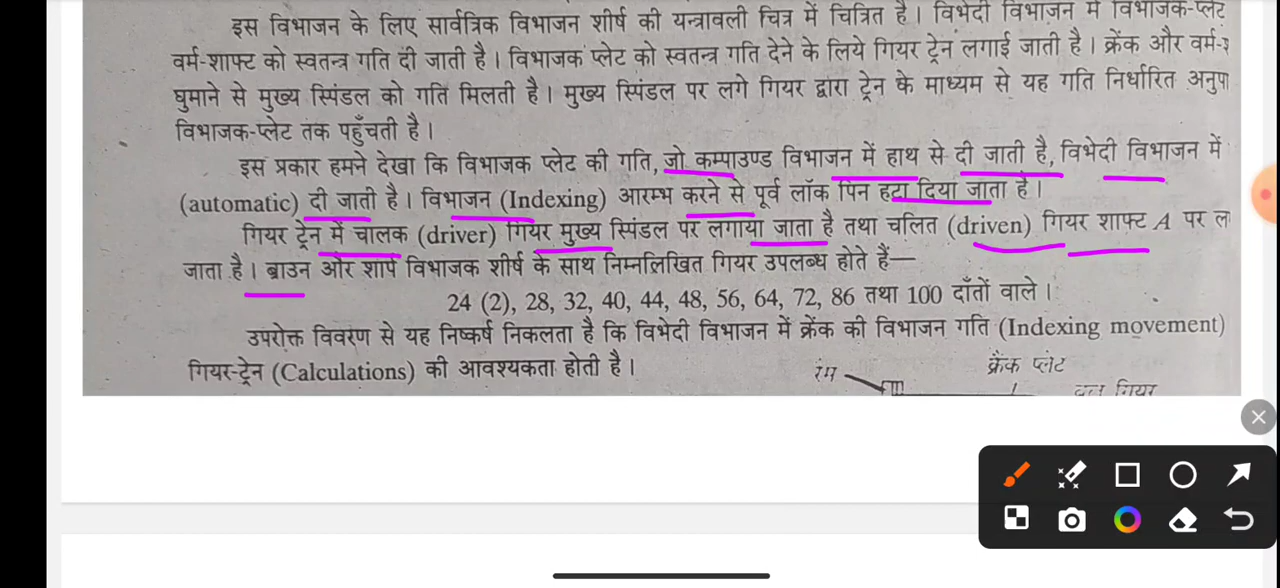 इस विभाजन के लिए सार्वत्रिक विभाजन शीर्ष की यन्त्रावली चित्र में चित्रित है। विभेदी विभाजन में विभाजक-प्लेट
वर्म-शाफ्ट को स्वतन्त्र गति दी जाती है। विभाजक प्लेट को स्वतन्त्र गति देने के लिये गियर ट्रेन लगाई जाती है। क्रेंक और वर्म-
घुमाने से मुख्य स्पिंडल को गति मिलती है। मुख्य स्पिंडल पर लगे गियर द्वारा ट्रेन के माध्यम से यह गति निर्धारित अनुपा
विभाजक-प्लेट तक पहुँचती है।
इस प्रकार हमने देखा कि विभाजक प्लेट की गति, जो कम्पाउण्ड विभाजन में हाथ से दी जाती है, विभेदी विभाजन में
(automatic) दी जाती है। विभाजन (Indexing) आरम्भ करने से पूर्व लॉक पिन हटा दिया जाता है।
गियर ट्रेन में चालक (driver) गियर मुख्य स्पिंडल पर लगाया जाता है तथा चलित (driven) गियर शाफ्ट A पर ल
जाता है। ब्राउन और शार्प विभाजक शीर्ष के साथ निम्नलिखित गियर उपलब्ध होते हैं—
24 (2), 28, 32, 40, 44, 48, 56, 64, 72, 86 तथा 100 दाँतों वाले।
उपरोक्त विवरण से यह निष्कर्ष निकलता है कि विभेदी विभाजन में क्रेंक की विभाजन गति (Indexing movement)
गियर-ट्रेन (Calculations) की आवश्यकता होती है।
क्रेंक प्लेट
गियर